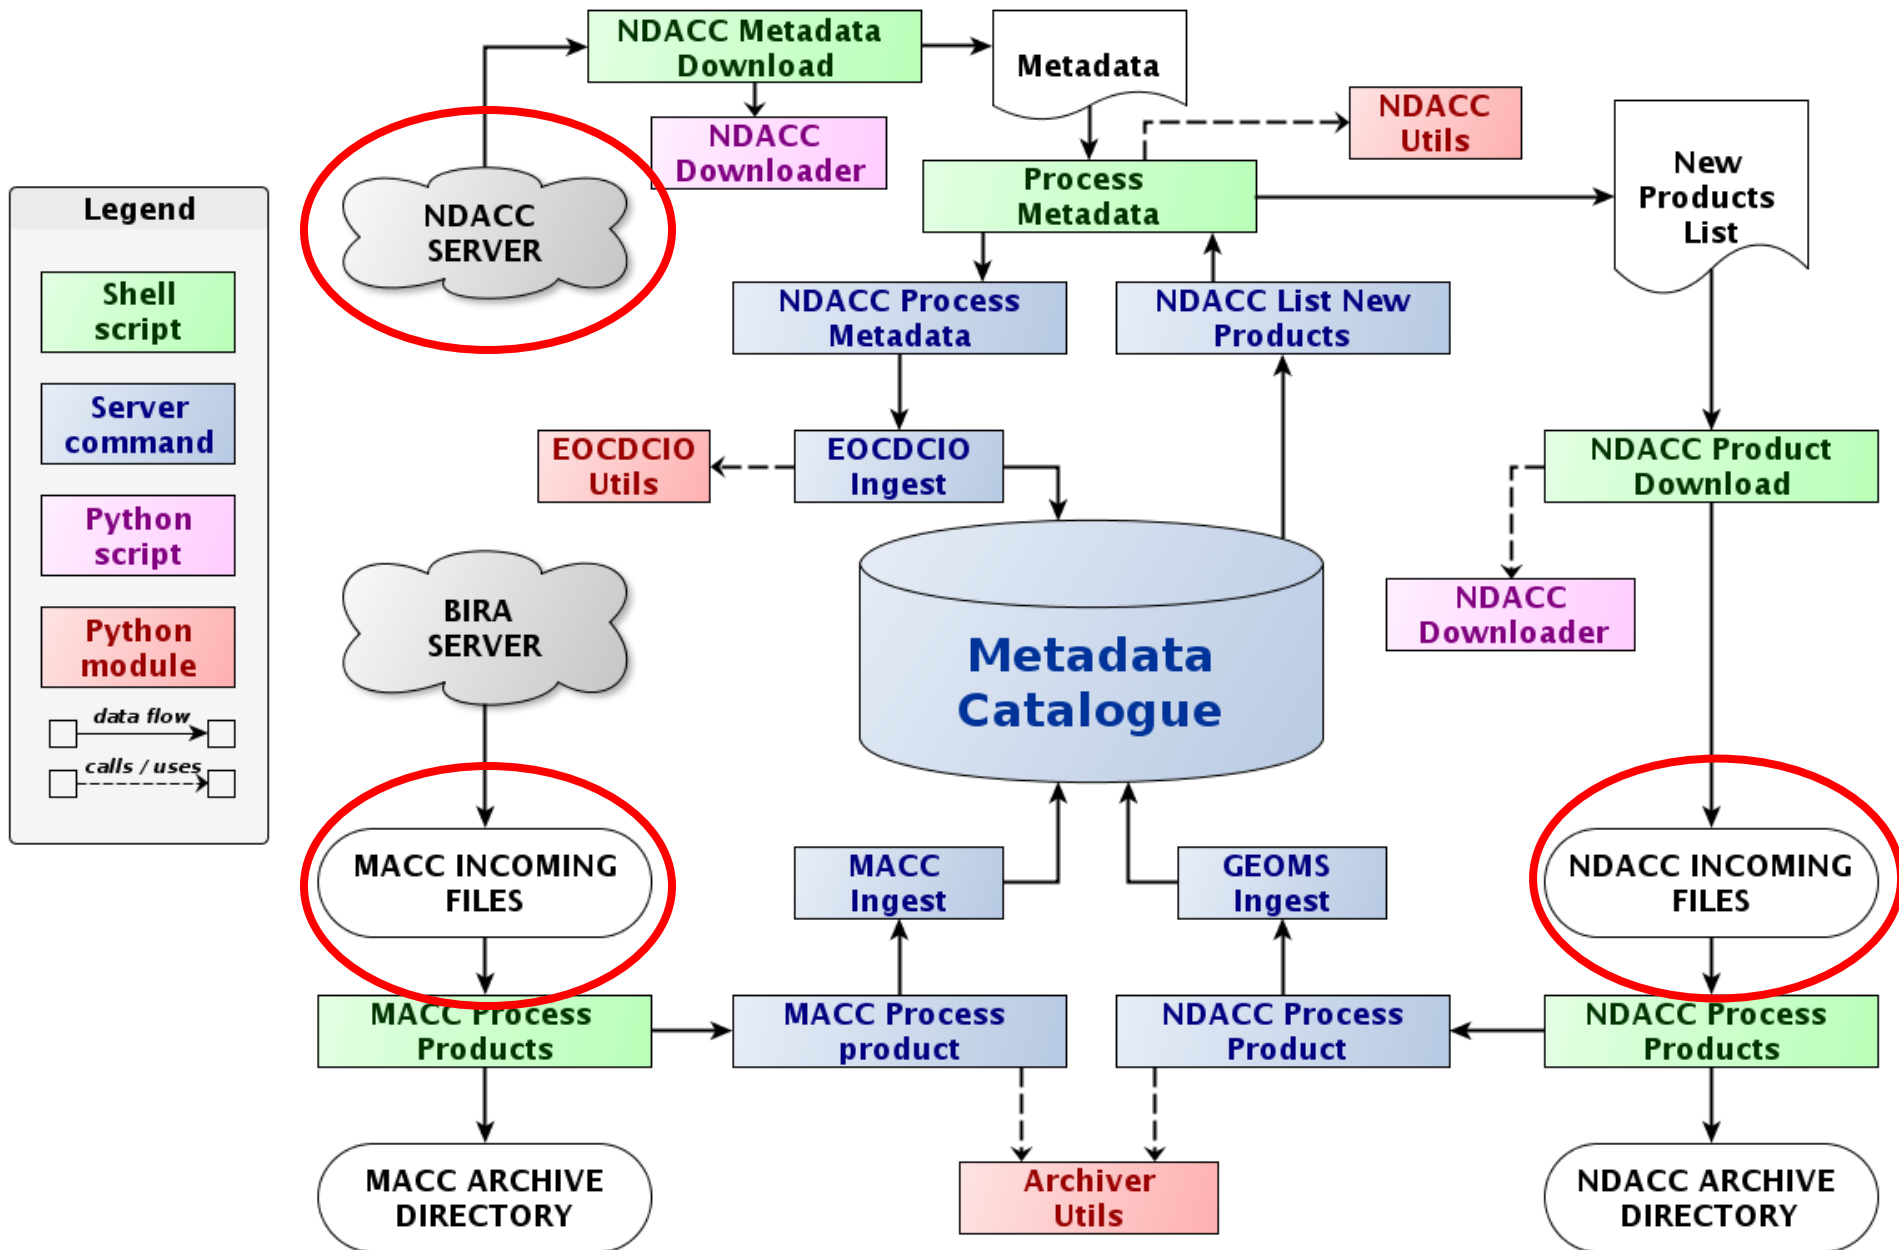 NDACC Metadata
Download
Metadata
NDACC
Downloader
NDACC
Utils
New
Products
List
Process
Metadata
NDACC
SERVER
Legend
Shell
script
Server
command
Python
script
Python
module
data flow
calls / uses
NDACC Process
Metadata
NDACC List New
Products
EOCDCIO
Utils
EOCDCIO
Ingest
NDACC Product
Download
NDACC
Downloader
BIRA
SERVER
Metadata
Catalogue
MACC INCOMING
FILES
MACC
Ingest
GEOMS
Ingest
NDACC INCOMING
FILES
MACC Process
Products
MACC Process
product
NDACC Process
Product
NDACC Process
Products
MACC ARCHIVE
DIRECTORY
Archiver
Utils
NDACC ARCHIVE
DIRECTORY